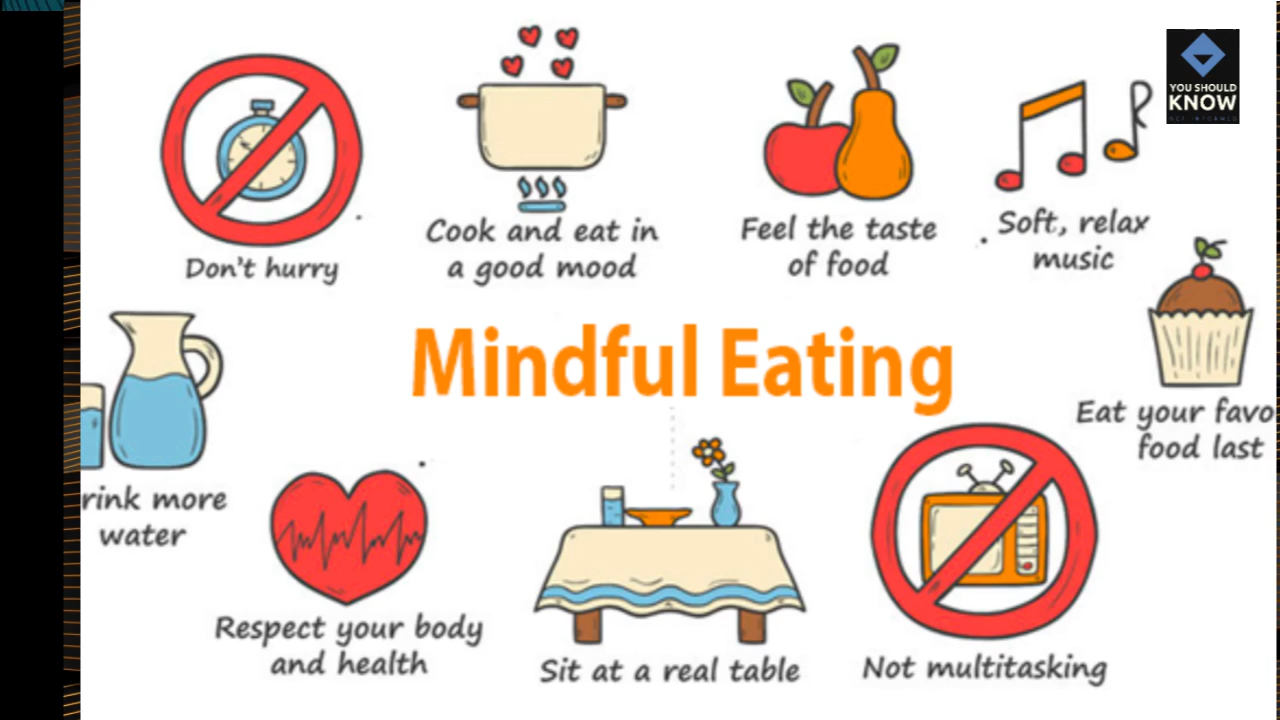 YOU SHOULD
KNOW
GET INFORMED
Cook and eat in
a good mood
Feel the taste
of food
Soft, relax
music
Don't hurry
Mindful Eating
Eat your favo
food last
rink more
water
Respect your body
and health
Sit at a real table
Not multitasking